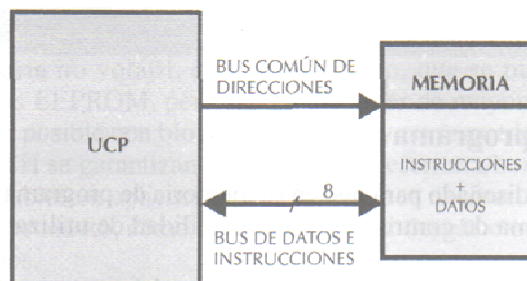 UCP
BUS COMÚN DE
DIRECCIONES
MEMORIA
INSTRUCCIONES
+
DATOS
8
BUS DE DATOS E
INSTRUCCIONES